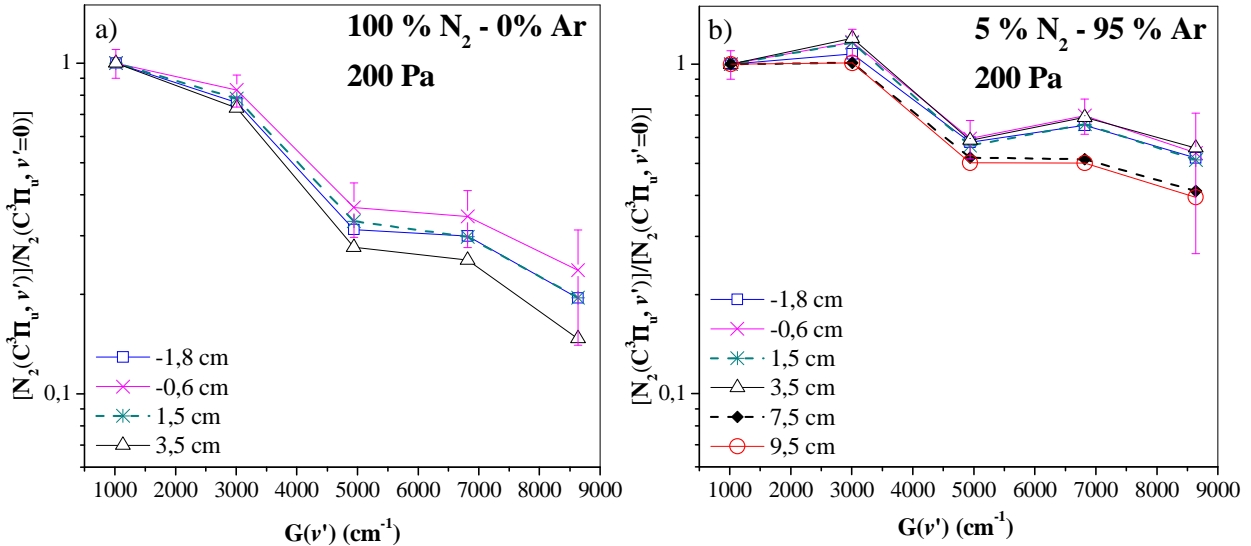 a)
100 % N₂ - 0% Ar
200 Pa
[N₂(C³Πᵤ, v')]/N₂(C³Πᵤ, v'=0)]
1
0,1
-1,8 cm
-0,6 cm
1,5 cm
3,5 cm
1000 2000 3000 4000 5000 6000 7000 8000 9000
G(v') (cm⁻¹)
b)
5 % N₂ - 95 % Ar
200 Pa
[N₂(C³Πᵤ, v')]/[N₂(C³Πᵤ, v'=0)]
1
0,1
-1,8 cm
-0,6 cm
1,5 cm
3,5 cm
7,5 cm
9,5 cm
1000 2000 3000 4000 5000 6000 7000 8000 9000
G(v') (cm⁻¹)